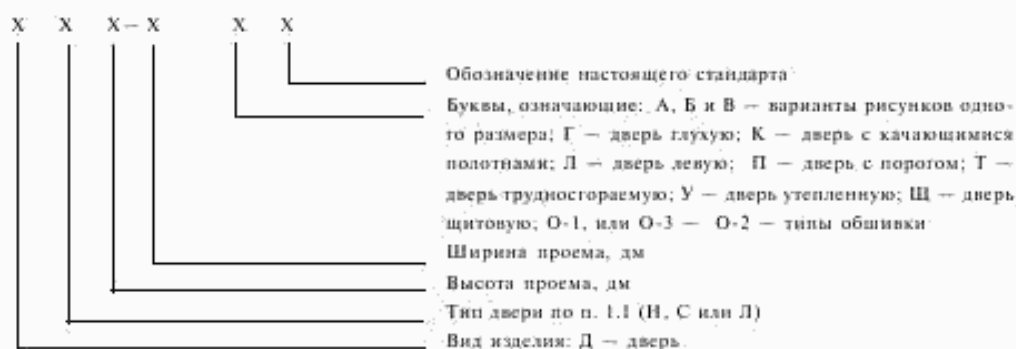 Х Х Х – Х Х Х
Обозначение настоящего стандарта
Буквы, означающие: А, Б и В — варианты рисунков одно-
го размера; Г — дверь глухую; К — дверь с качающимися
полотнами; Л — дверь левую; П — дверь с порогом; Т —
дверь трудносгораемую; У — дверь утепленную; Щ — дверь
щитовую; О-1, или О-3 — О-2 — типы обшивки
Ширина проема, дм
Высота проема, дм
Тип двери по п. 1.1 (Н, С или Л)
Вид изделия: Д — дверь